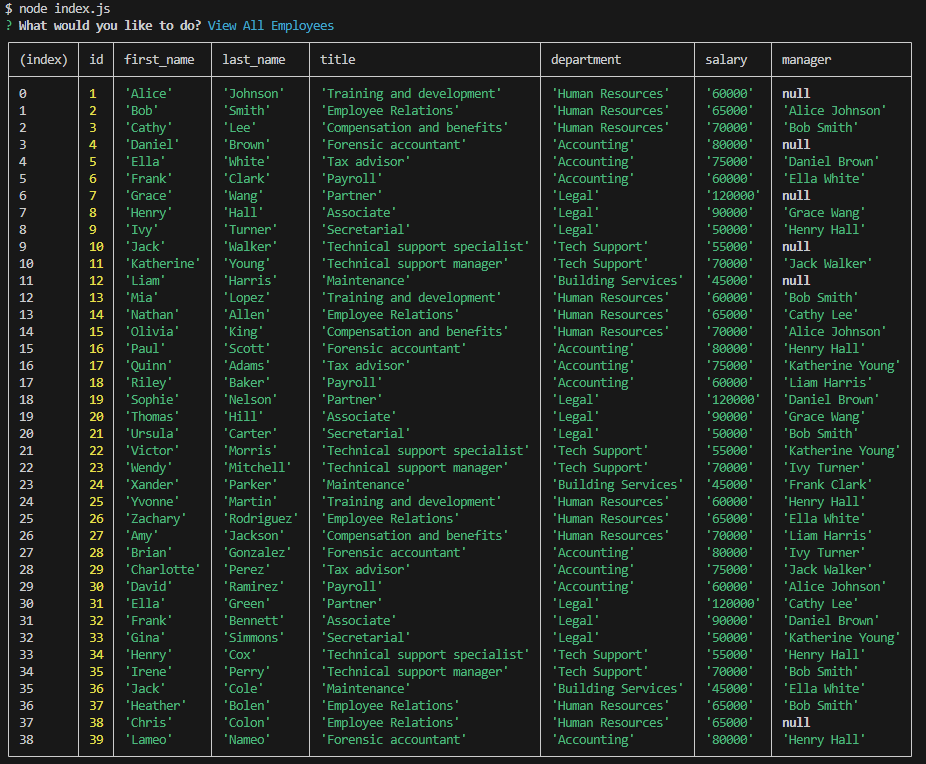 $ node index.js
? What would you like to do? View All Employees
(index) id first_name last_name title department salary manager
0 1 'Alice' 'Johnson' 'Training and development' 'Human Resources' '60000' null
1 2 'Bob' 'Smith' 'Employee Relations' 'Human Resources' '65000' 'Alice Johnson'
2 3 'Cathy' 'Lee' 'Compensation and benefits' 'Human Resources' '70000' 'Bob Smith'
3 4 'Daniel' 'Brown' 'Forensic accountant' 'Accounting' '80000' null
4 5 'Ella' 'White' 'Tax advisor' 'Accounting' '75000' 'Daniel Brown'
5 6 'Frank' 'Clark' 'Payroll' 'Accounting' '60000' 'Ella White'
6 7 'Grace' 'Wang' 'Partner' 'Legal' '120000' null
7 8 'Henry' 'Hall' 'Associate' 'Legal' '90000' 'Grace Wang'
8 9 'Ivy' 'Turner' 'Secretarial' 'Legal' '50000' 'Henry Hall'
9 10 'Jack' 'Walker' 'Technical support specialist' 'Tech Support' '55000' null
10 11 'Katherine' 'Young' 'Technical support manager' 'Tech Support' '70000' 'Jack Walker'
11 12 'Liam' 'Harris' 'Maintenance 'Building Services' '45000' null
12 13 'Mia' 'Lopez' 'Training and development' 'Human Resources' '60000' 'Bob Smith'
13 14 'Nathan' 'Allen' 'Employee Relations' 'Human Resources' '65000' 'Cathy Lee'
14 15 'Olivia' 'King' 'Compensation and benefits' 'Human Resources' '70000' 'Alice Johnson'
15 16 'Paul' 'Scott' 'Forensic accountant' 'Accounting' '80000' 'Henry Hall'
16 17 'Quinn' 'Adams' 'Tax advisor' 'Accounting' '75000' 'Katherine Young'
17 18 'Riley' 'Baker' 'Payroll' 'Accounting' '60000' 'Liam Harris'
18 19 'Sophie' 'Nelson' 'Partner' 'Legal' '120000' 'Daniel Brown'
19 20 'Thomas' 'Hill' 'Associate' 'Legal' '90000' 'Grace Wang'
20 21 'Ursula' 'Carter' 'Secretarial' 'Legal' '50000' 'Bob Smith'
21 22 'Victor' 'Morris' 'Technical support specialist' 'Tech Support' '55000' 'Katherine Young'
22 23 'Wendy' 'Mitchell' 'Technical support manager' 'Tech Support' '70000' 'Ivy Turner'
23 24 'Xander' 'Parker' 'Maintenance' 'Building Services' '45000' 'Frank Clark'
24 25 'Yvonne' 'Martin' 'Training and development' 'Human Resources' '60000' 'Henry Hall'
25 26 'Zachary' 'Rodriguez' 'Employee Relations' 'Human Resources' '65000' 'Ella White'
26 27 'Amy' 'Jackson' 'Compensation and benefits' 'Human Resources' '70000' 'Liam Harris'
27 28 'Brian' 'Gonzalez' 'Forensic accountant' 'Accounting' '80000' 'Ivy Turner'
28 29 'Charlotte' 'Perez' 'Tax advisor' 'Accounting' '75000' 'Jack Walker'
29 30 'David' 'Ramirez' 'Payroll' 'Accounting' '60000' 'Alice Johnson'
30 31 'Ella' 'Green' 'Partner' 'Legal' '120000' 'Cathy Lee'
31 32 'Frank' 'Bennett' 'Associate' 'Legal' '90000' 'Daniel Brown'
32 33 'Gina' 'Simmons' 'Secretarial' 'Legal' '50000' 'Katherine Young'
33 34 'Henry' 'Cox' 'Technical support specialist' 'Tech Support' '55000' 'Henry Hall'
34 35 'Irene 'Perry' 'Technical support manager' 'Tech Support '70000' 'Bob Smith'
35 36 'Jack' 'Cole' 'Maintenance' 'Building Services' '45000' 'Ella White'
36 37 'Heather' 'Bolen' 'Employee Relations' 'Human Resources' '65000' 'Bob Smith'
37 38 'Chris' 'Colon' 'Employee Relations' 'Human Resources' '65000' null
38 39 'Lameo' 'Nameo' 'Forensic accountant' 'Accounting' '80000' 'Henry Hall'